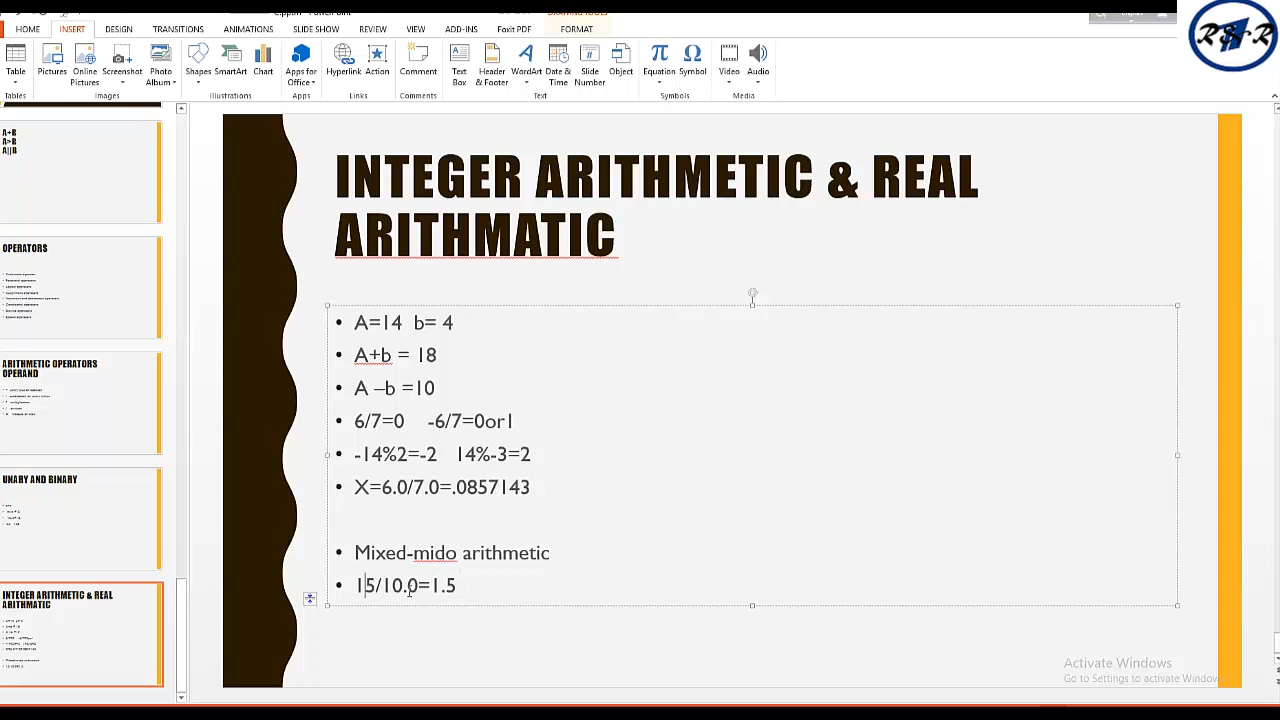 HOME INSERT DESIGN TRANSITIONS ANIMATIONS SLIDE SHOW REVIEW VIEW ADD-INS Foxit PDF FORMAT
Table Pictures Online Pictures Screenshot Photo Album Shapes SmartArt Chart Apps for Office Hyperlink Action Comment Text Box Header & Footer WordArt Date & Time Slide Number Object Equation Symbol Video Audio
Tables Images Illustrations Apps Links Comments Text Symbols Media
R R
A+B
A>B
A||B
OPERATORS
ARITHMETIC OPERATORS
OPERAND
UNARY AND BINARY
INTEGER ARITHMETIC & REAL
ARITHMATIC
INTEGER ARITHMETIC & REAL
ARITHMATIC
• A=14 b= 4
• A+b = 18
• A –b =10
• 6/7=0 -6/7=0or1
• -14%2=-2 14%-3=2
• X=6.0/7.0=.0857143
• Mixed-mido arithmetic
• 15/10.0=1.5
Activate Windows
Go to Settings to activate Windows.